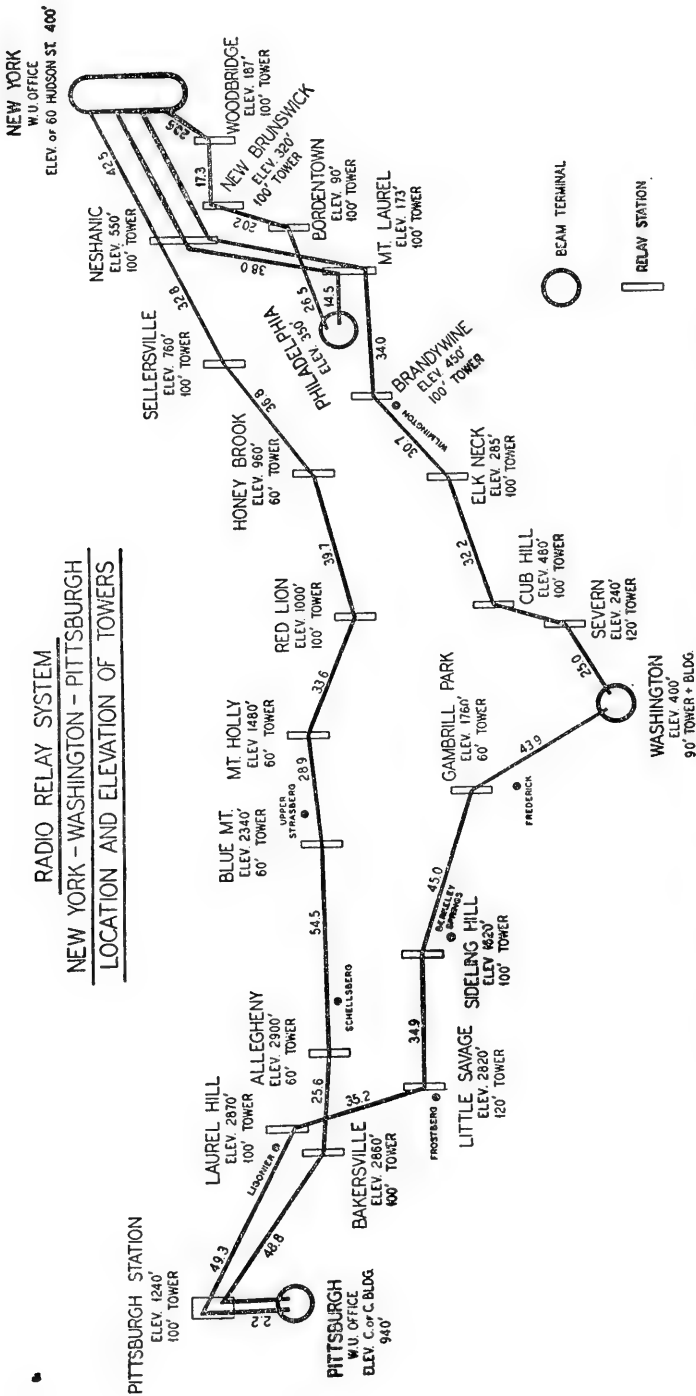 RADIO RELAY SYSTEM
NEW YORK - WASHINGTON - PITTSBURGH
LOCATION AND ELEVATION OF TOWERS
PITTSBURGH STATION
ELEV. 1240'
100' TOWER
2.2
PITTSBURGH
W.U. OFFICE
ELEV. C. OF C. BLDG.
940'
49.3
48.8
LIGONIER
LAUREL HILL
ELEV. 2870'
100' TOWER
BAKERSVILLE
ELEV. 2860'
100' TOWER
25.6
35.2
ALLEGHENY
ELEV. 2900'
60' TOWER
SCHELLSBERG
54.5
BLUE MT.
ELEV. 2340'
60' TOWER
UPPER
STRASBERG
28.9
MT. HOLLY
ELEV 1480'
60' TOWER
33.6
RED LION
ELEV. 1000'
100' TOWER
39.7
HONEY BROOK
ELEV. 960'
60' TOWER
36.8
SELLERSVILLE
ELEV. 760'
100' TOWER
32.8
NESHANIC
ELEV. 550'
100' TOWER
42.5
NEW YORK
W.U. OFFICE
ELEV. OF 60 HUDSON ST. 400'
23.5
WOODBRIDGE
ELEV. 187'
100' TOWER
17.3
NEW BRUNSWICK
ELEV. 320'
100' TOWER
20.2
BORDENTOWN
ELEV. 90'
100' TOWER
38.0
26.5
14.5
MT. LAUREL
ELEV. 173'
100' TOWER
PHILADELPHIA
ELEV. 350'
34.0
BRANDYWINE
ELEV. 450'
100' TOWER
WILMINGTON
30.7
ELK NECK
ELEV. 285'
100' TOWER
32.2
CUB HILL
ELEV. 480'
100' TOWER
SEVERN
ELEV. 240'
120' TOWER
25.0
WASHINGTON
ELEV. 400'
90' TOWER + BLDG.
43.9
FREDERICK
GAMBRILL PARK
ELEV. 1760'
60' TOWER
45.0
BERKELEY
SPRINGS
SIDELING HILL
ELEV 1620'
100' TOWER
34.9
LITTLE SAVAGE
ELEV. 2820'
120' TOWER
FROSTBERG
BEAM TERMINAL
RELAY STATION